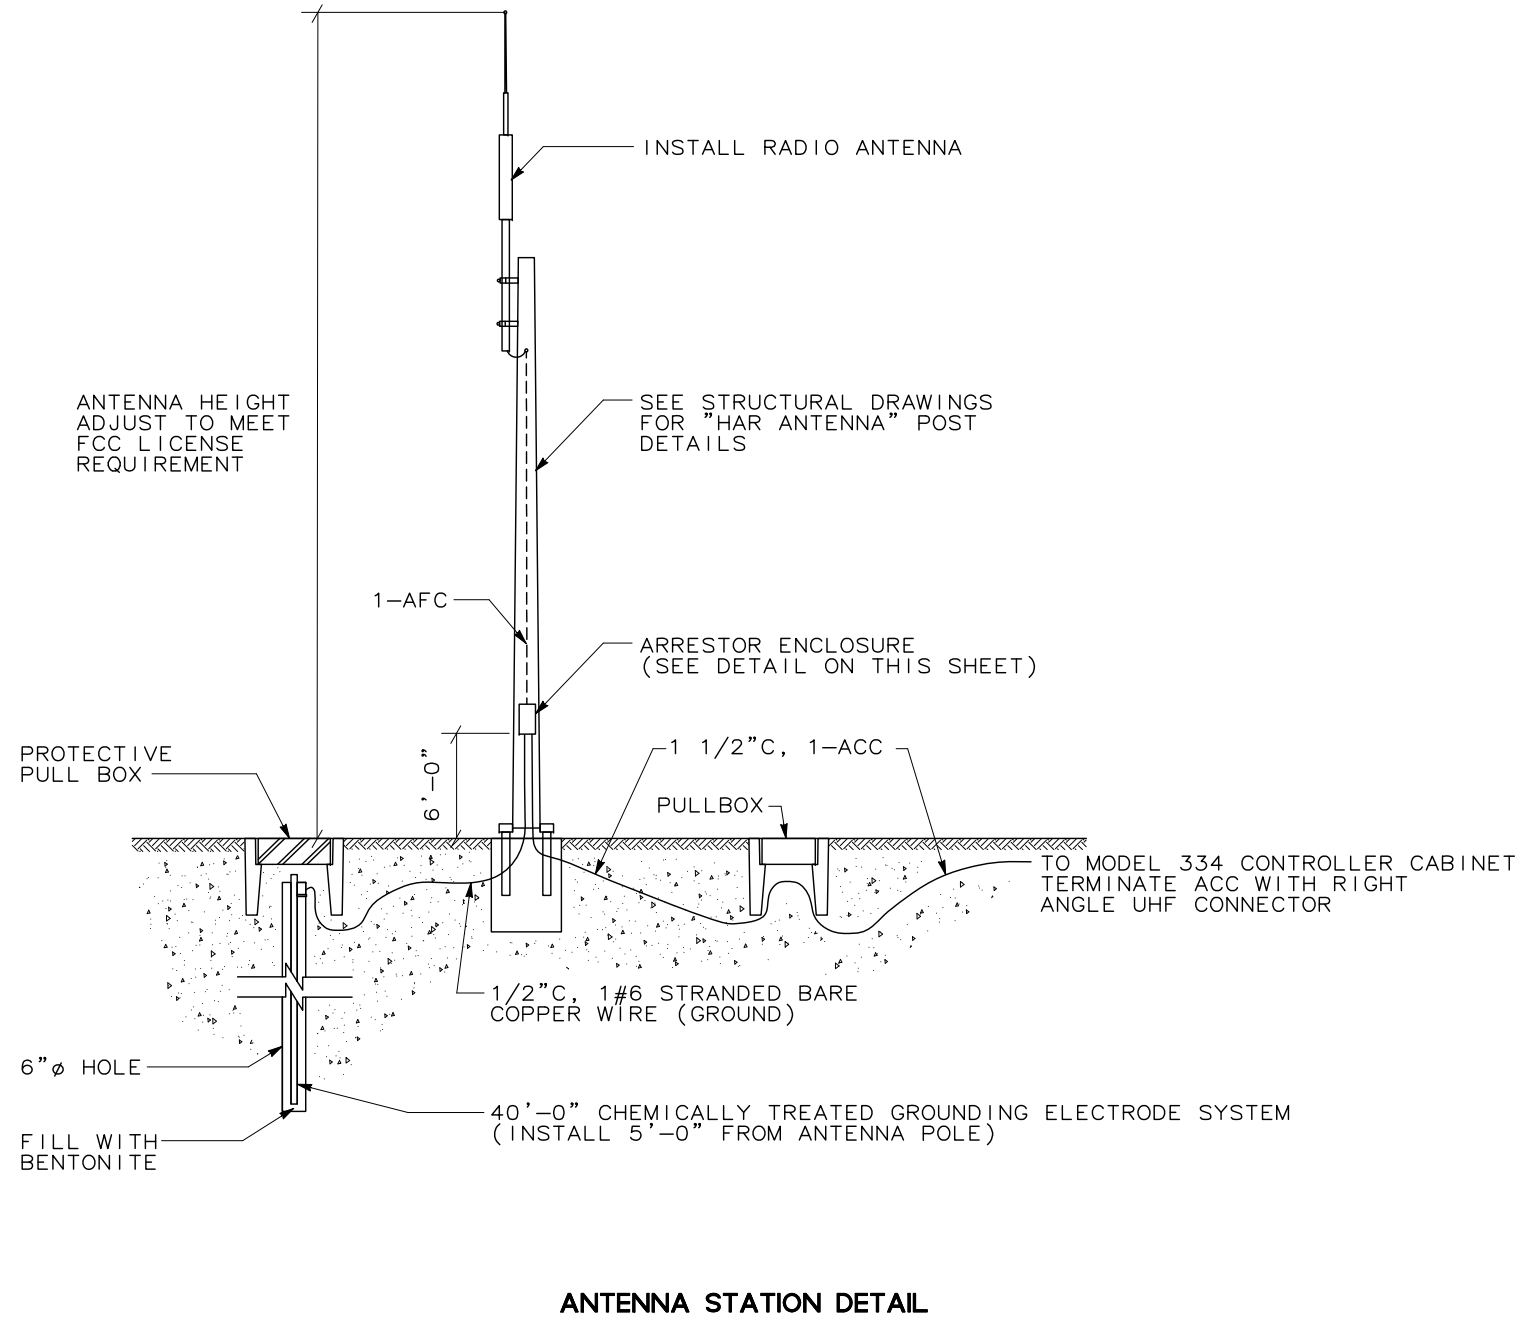 INSTALL RADIO ANTENNA
ANTENNA HEIGHT
ADJUST TO MEET
FCC LICENSE
REQUIREMENT
SEE STRUCTURAL DRAWINGS
FOR "HAR ANTENNA" POST
DETAILS
1-AFC
ARRESTOR ENCLOSURE
(SEE DETAIL ON THIS SHEET)
PROTECTIVE
PULL BOX
6'-0"
1 1/2"C, 1-ACC
PULLBOX
TO MODEL 334 CONTROLLER CABINET
TERMINATE ACC WITH RIGHT
ANGLE UHF CONNECTOR
1/2"C, 1#6 STRANDED BARE
COPPER WIRE (GROUND)
6"ø HOLE
40'-0" CHEMICALLY TREATED GROUNDING ELECTRODE SYSTEM
(INSTALL 5'-0" FROM ANTENNA POLE)
FILL WITH
BENTONITE
ANTENNA STATION DETAIL